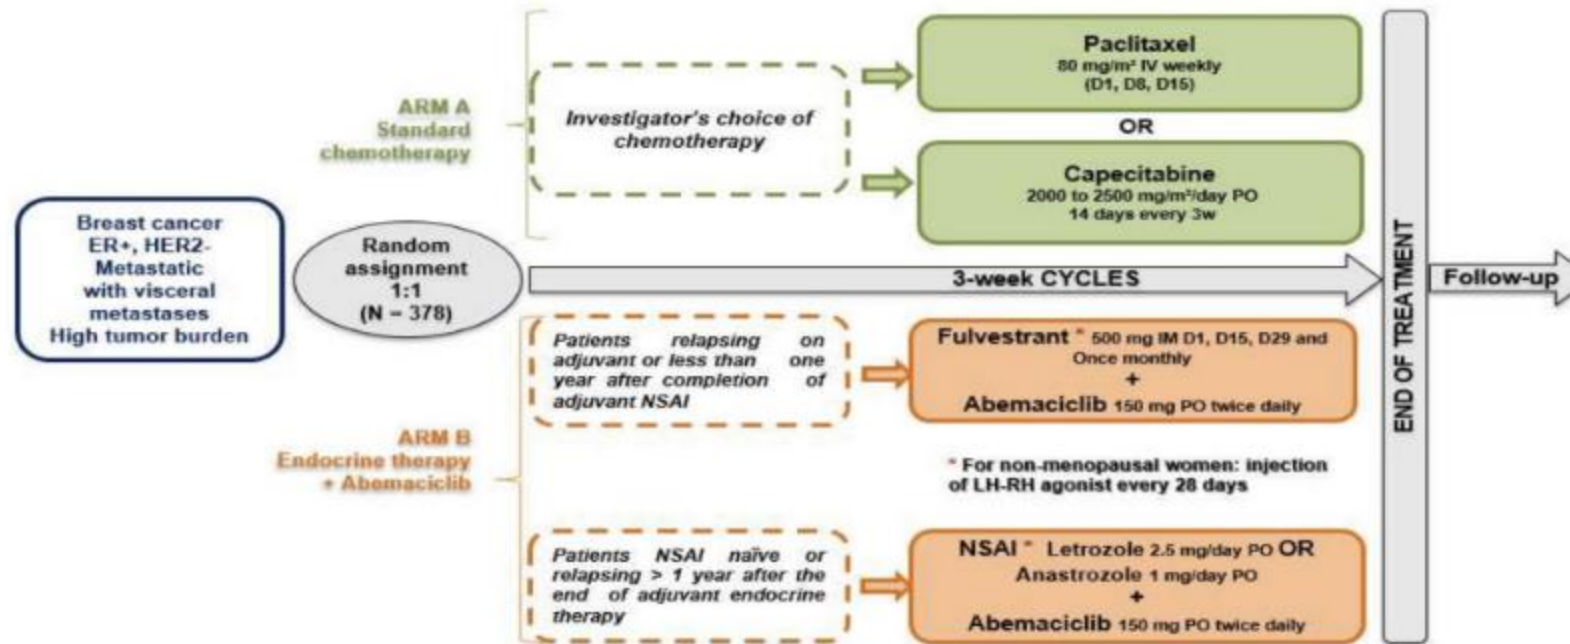 ARM A
Standard
chemotherapy
Investigator's choice of
chemotherapy
Paclitaxel
80 mg/m² IV weekly
(D1, D8, D15)
OR
Capecitabine
2000 to 2500 mg/m²/day PO
14 days every 3w
Breast cancer
ER+, HER2-
Metastatic
with visceral
metastases
High tumor burden
Random
assignment
1:1
(N – 378)
3-week CYCLES
END OF TREATMENT
Follow-up
ARM B
Endocrine therapy
+ Abemaciclib
Patients relapsing on
adjuvant or less than one
year after completion of
adjuvant NSAI
Fulvestrant * 500 mg IM D1, D15, D29 and
Once monthly
+
Abemaciclib 150 mg PO twice daily
* For non-menopausal women: injection
of LH-RH agonist every 28 days
Patients NSAI naïve or
relapsing > 1 year after the
end of adjuvant endocrine
therapy
NSAI * Letrozole 2.5 mg/day PO OR
Anastrozole 1 mg/day PO
+
Abemaciclib 150 mg PO twice daily